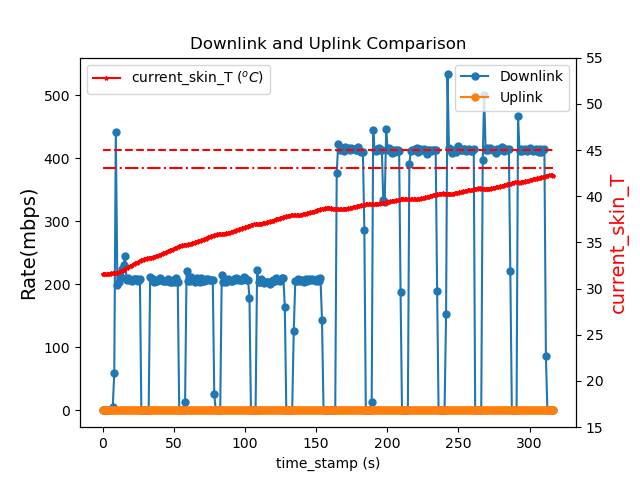 Downlink and Uplink Comparison
current_skin_T (°C)
Downlink
Uplink
Rate(mbps)
500
400
300
200
100
0
55
50
45
40
35
30
25
20
15
current_skin_T
0 50 100 150 200 250 300
time_stamp (s)